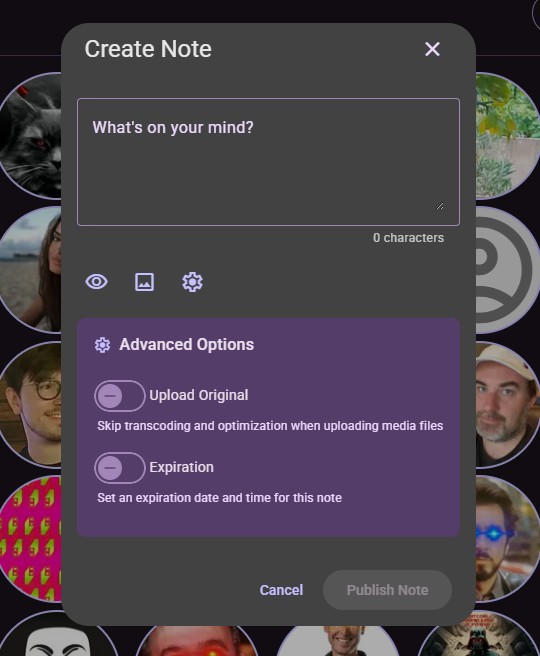 Create Note
What's on your mind?
0 characters
Advanced Options
Upload Original
Skip transcoding and optimization when uploading media files
Expiration
Set an expiration date and time for this note
Cancel
Publish Note